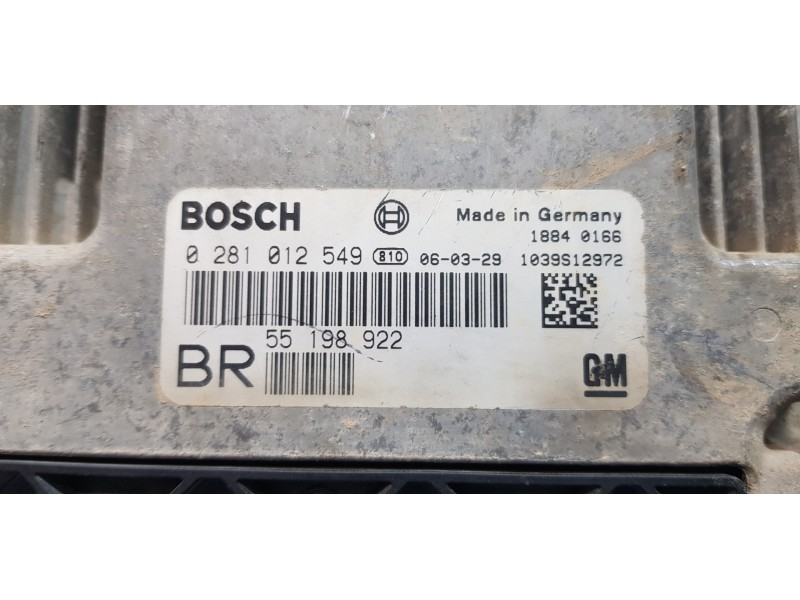 BOSCH Made in Germany
1884 0166
0 281 012 549 810 06-03-29 1039S12972
55 198 922
BR
GM